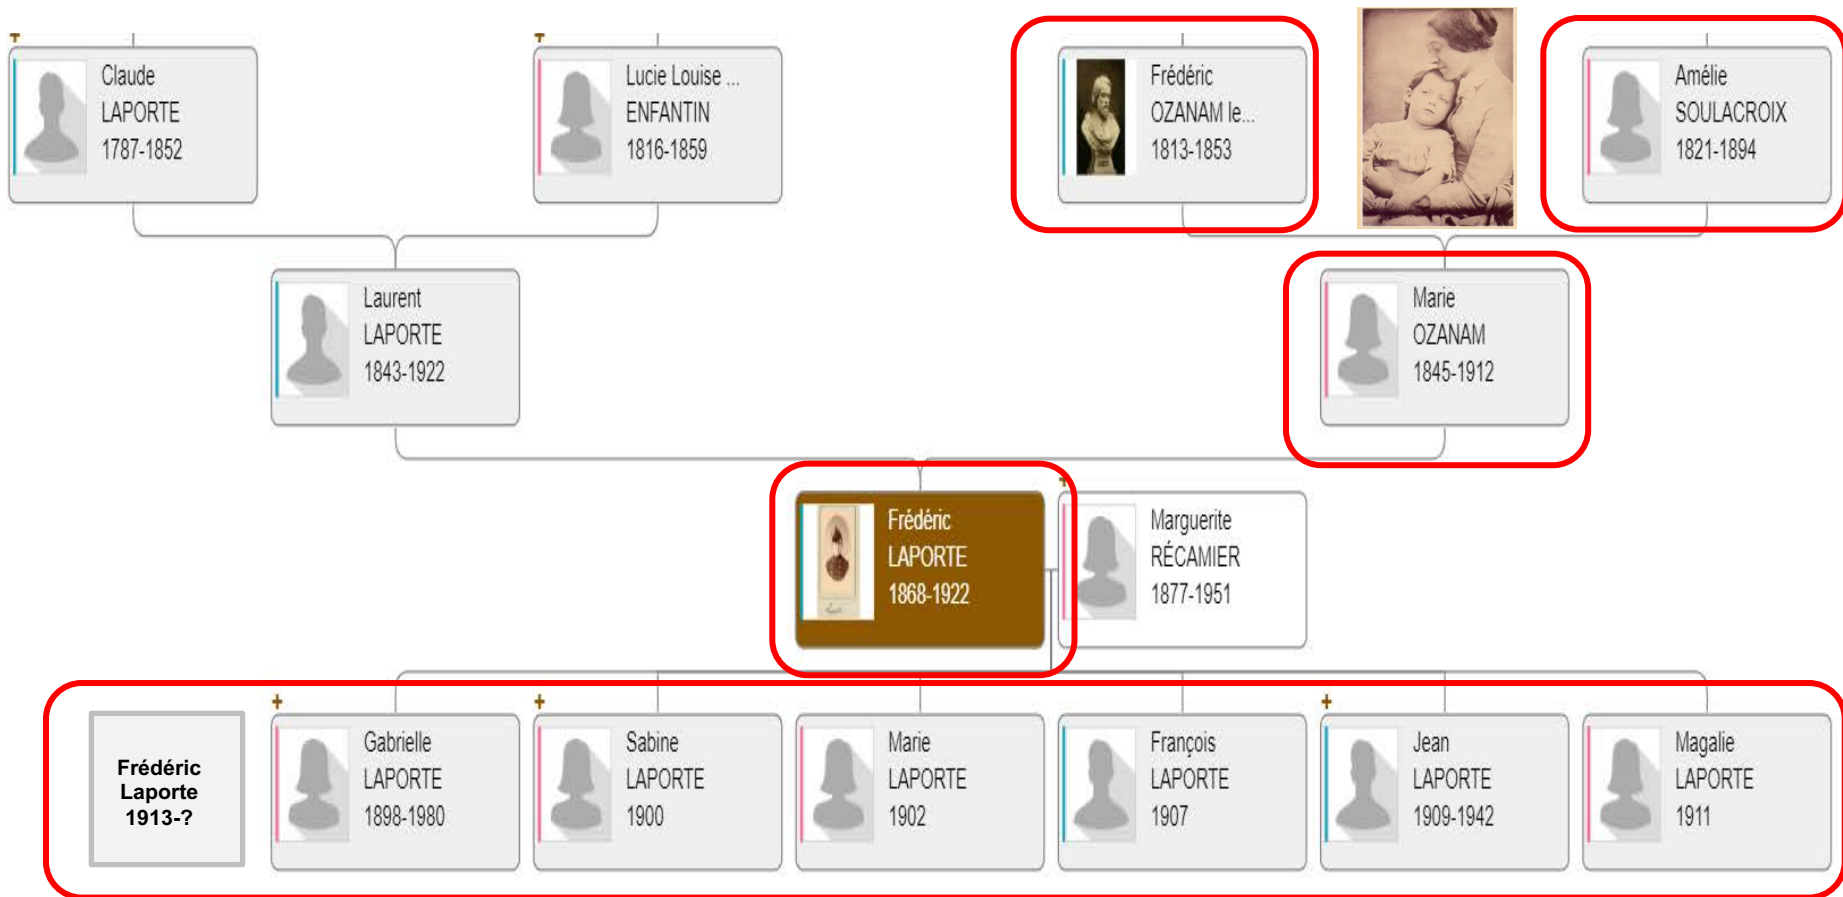 Claude
LAPORTE
1787-1852
Lucie Louise ...
ENFANTIN
1816-1859
Frédéric
OZANAM le...
1813-1853
Amélie
SOULACROIX
1821-1894
Laurent
LAPORTE
1843-1922
Marie
OZANAM
1845-1912
Frédéric
LAPORTE
1868-1922
Marguerite
RÉCAMIER
1877-1951
Frédéric
Laporte
1913-?
Gabrielle
LAPORTE
1898-1980
Sabine
LAPORTE
1900
Marie
LAPORTE
1902
François
LAPORTE
1907
Jean
LAPORTE
1909-1942
Magalie
LAPORTE
1911